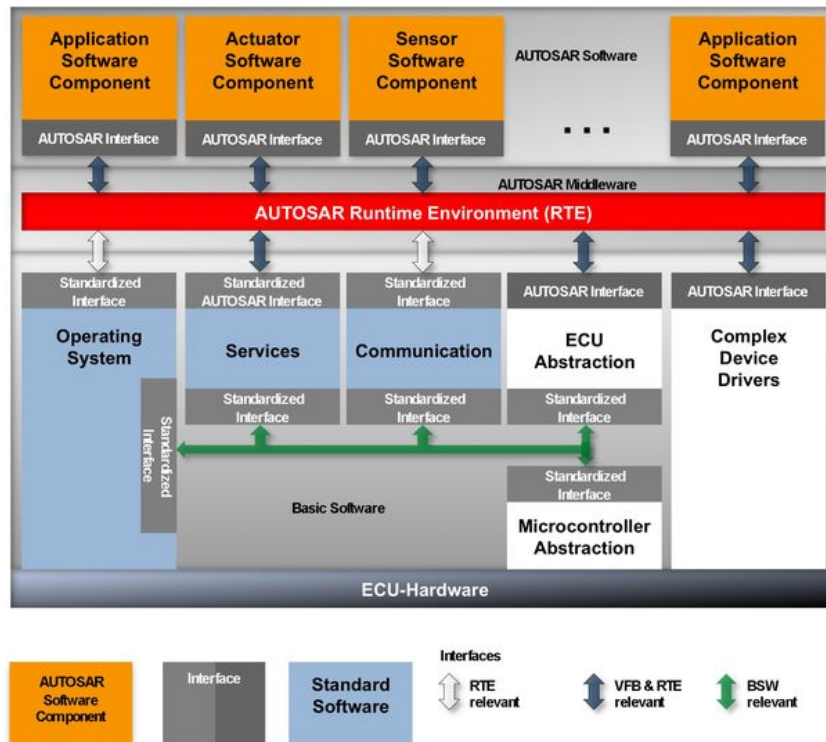 Application
Software
Component
Actuator
Software
Component
Sensor
Software
Component
AUTOSAR Software
Application
Software
Component
AUTOSAR Interface
AUTOSAR Interface
AUTOSAR Interface
...
AUTOSAR Interface
AUTOSAR Middleware
AUTOSAR Runtime Environment (RTE)
Standardized
Interface
Standardized
AUTOSAR Interface
Standardized
Interface
AUTOSAR Interface
AUTOSAR Interface
Operating
System
Services
Communication
ECU
Abstraction
Complex
Device
Drivers
Standardized
Interface
Standardized
Interface
Standardized
Interface
Standardized
Interface
Standardized
Interface
Basic Software
Microcontroller
Abstraction
ECU-Hardware
AUTOSAR
Software
Component
Interface
Standard
Software
Interfaces
RTE
relevant
VFB & RTE
relevant
BSW
relevant